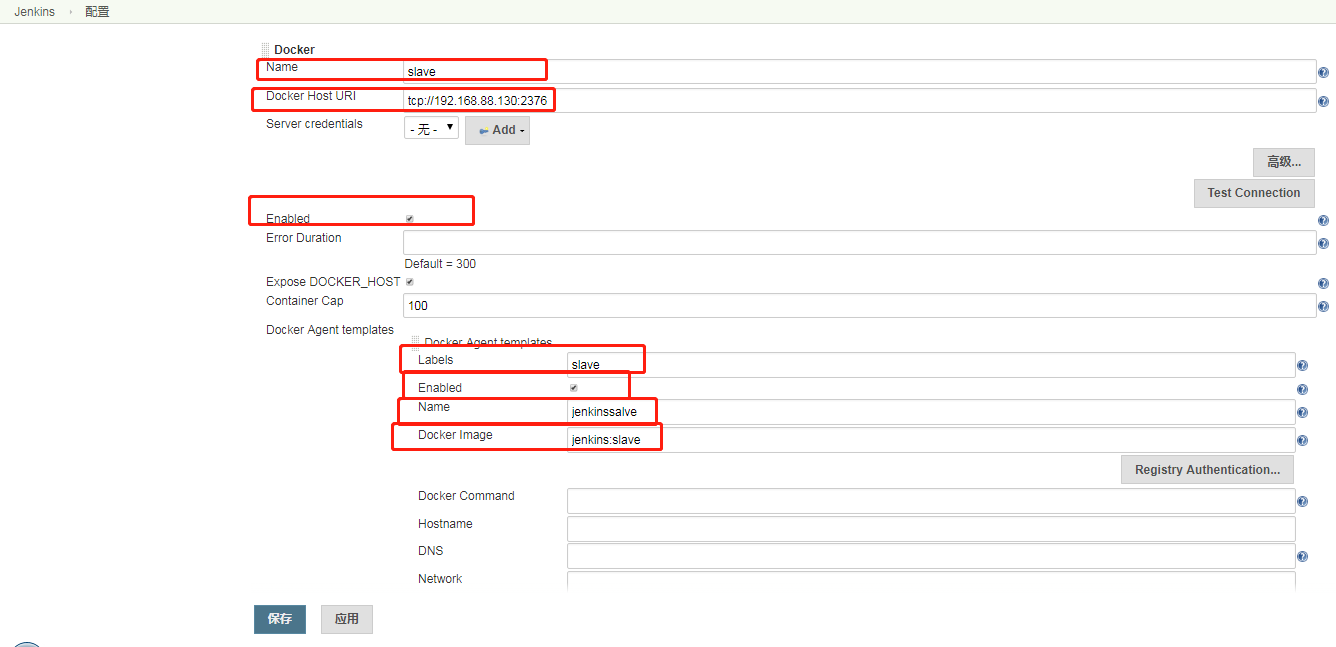 Jenkins › 配置
Docker
Name slave
Docker Host URI tcp://192.168.88.130:2376
Server credentials - 无 - Add
高级...
Test Connection
Enabled
Error Duration
Default = 300
Expose DOCKER_HOST
Container Cap 100
Docker Agent templates
Docker Agent templates
Labels slave
Enabled
Name jenkinssalve
Docker Image jenkins:slave
Registry Authentication...
Docker Command
Hostname
DNS
Network
保存 应用